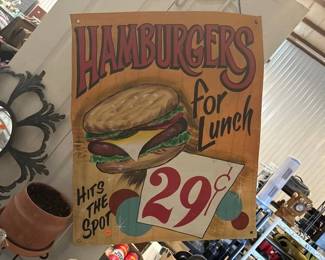 HAMBURGERS
for
Lunch
HITS
THE
SPOT
29¢